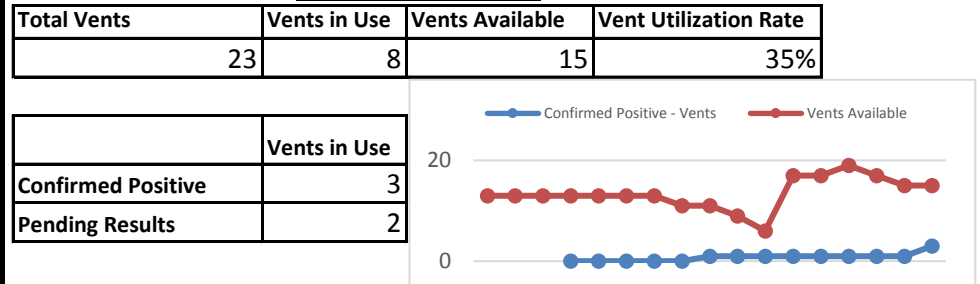 Total Vents Vents in Use Vents Available Vent Utilization Rate
23 8 15 35%
Confirmed Positive - Vents Vents Available
Vents in Use
Confirmed Positive 3
Pending Results 2
20
0